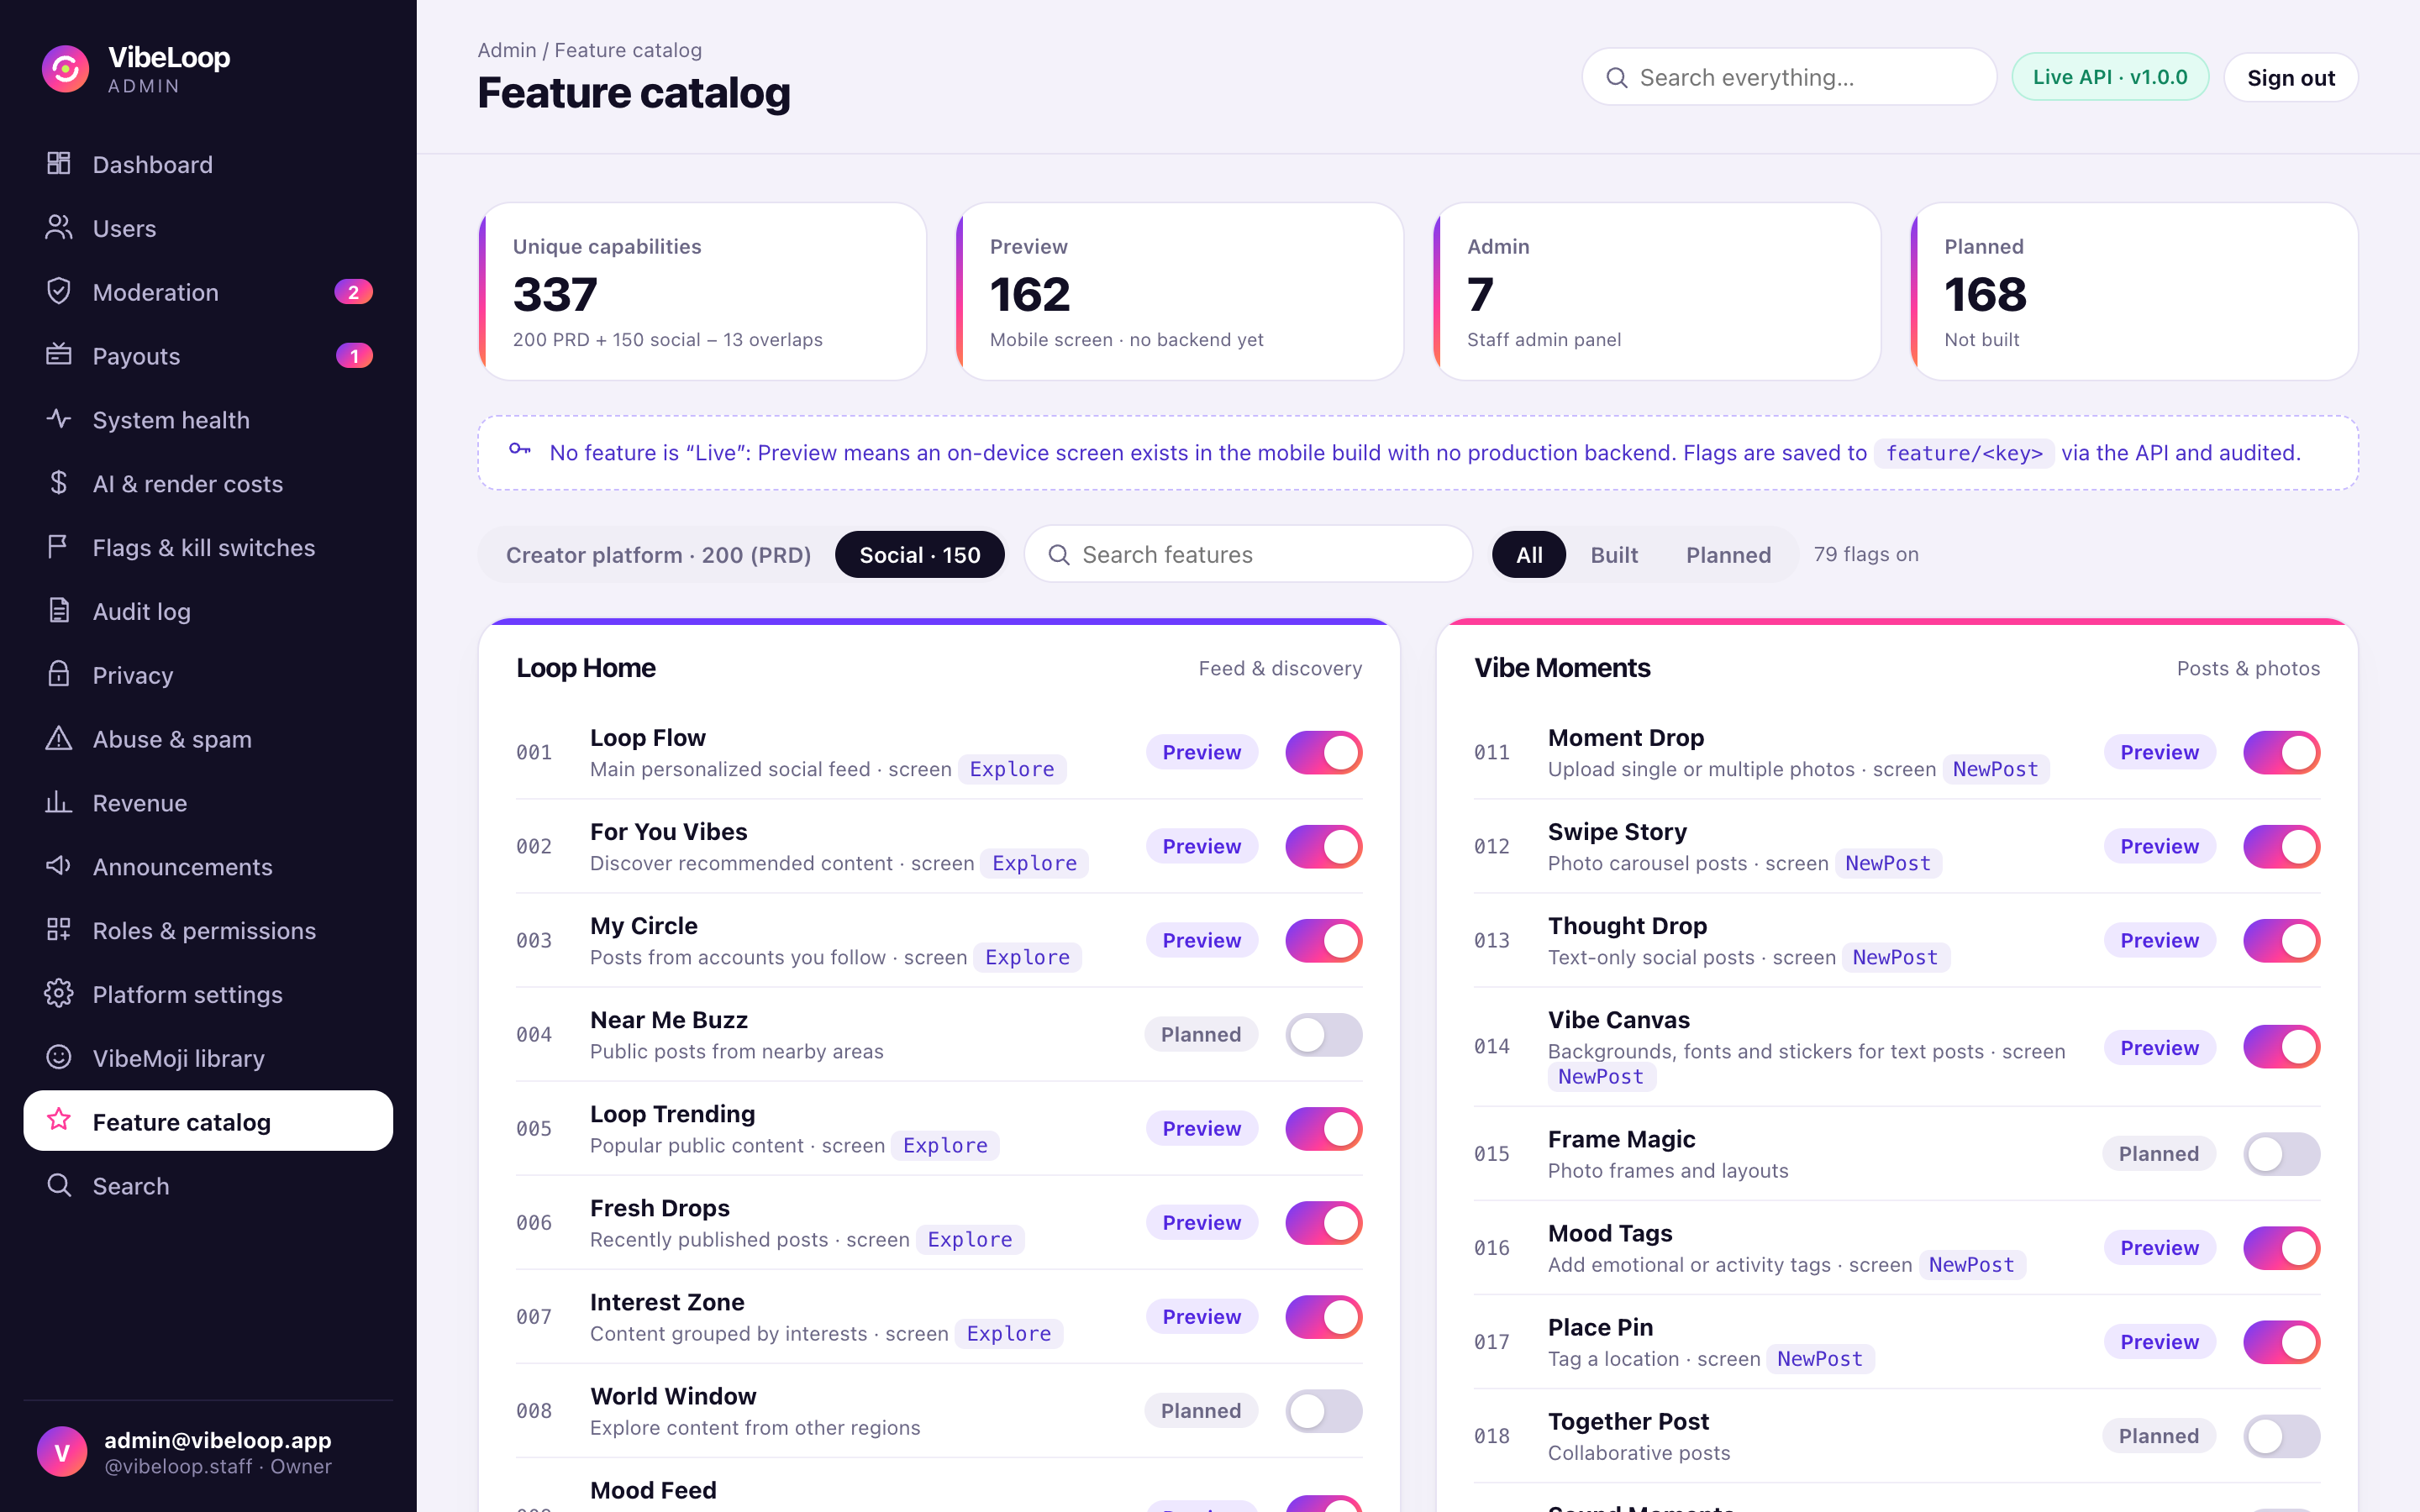 VibeLoop
ADMIN
Dashboard
Users
Moderation 2
Payouts 1
System health
AI & render costs
Flags & kill switches
Audit log
Privacy
Abuse & spam
Revenue
Announcements
Roles & permissions
Platform settings
VibeMoji library
Feature catalog
Search
V
admin@vibeloop.app
@vibeloop.staff · Owner
Admin / Feature catalog
Feature catalog
Search everything...
Live API · v1.0.0
Sign out
Unique capabilities
337
200 PRD + 150 social – 13 overlaps
Preview
162
Mobile screen · no backend yet
Admin
7
Staff admin panel
Planned
168
Not built
No feature is “Live”: Preview means an on-device screen exists in the mobile build with no production backend. Flags are saved to feature/<key> via the API and audited.
Creator platform · 200 (PRD)
Social · 150
Search features
All
Built
Planned
79 flags on
Loop Home
Feed & discovery
001
Loop Flow
Main personalized social feed · screen Explore
Preview
002
For You Vibes
Discover recommended content · screen Explore
Preview
003
My Circle
Posts from accounts you follow · screen Explore
Preview
004
Near Me Buzz
Public posts from nearby areas
Planned
005
Loop Trending
Popular public content · screen Explore
Preview
006
Fresh Drops
Recently published posts · screen Explore
Preview
007
Interest Zone
Content grouped by interests · screen Explore
Preview
008
World Window
Explore content from other regions
Planned
Mood Feed
Vibe Moments
Posts & photos
011
Moment Drop
Upload single or multiple photos · screen NewPost
Preview
012
Swipe Story
Photo carousel posts · screen NewPost
Preview
013
Thought Drop
Text-only social posts · screen NewPost
Preview
014
Vibe Canvas
Backgrounds, fonts and stickers for text posts · screen
NewPost
Preview
015
Frame Magic
Photo frames and layouts
Planned
016
Mood Tags
Add emotional or activity tags · screen NewPost
Preview
017
Place Pin
Tag a location · screen NewPost
Preview
018
Together Post
Collaborative posts
Planned